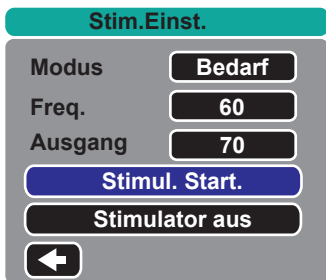 Stim.Einst.
Modus Bedarf
Freq. 60
Ausgang 70
Stimul. Start.
Stimulator aus